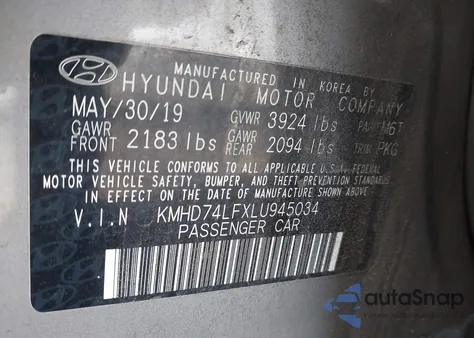 MANUFACTURED IN KOREA BY
HYUNDAI MOTOR COMPANY
MAY/30/19 GVWR 3924 lbs PAINT M6T
GAWR FRONT 2183 lbs GAWR REAR 2094 lbs TRIM PKG
THIS VEHICLE CONFORMS TO ALL APPLICABLE U.S. FEDERAL
MOTOR VEHICLE SAFETY, BUMPER, AND THEFT PREVENTION STANDARDS
IN EFFECT ON THE DATE OF MANUFACTURE SHOWN ABOVE.
V.I.N KMHD74LFXLU945034
PASSENGER CAR
autoSnap